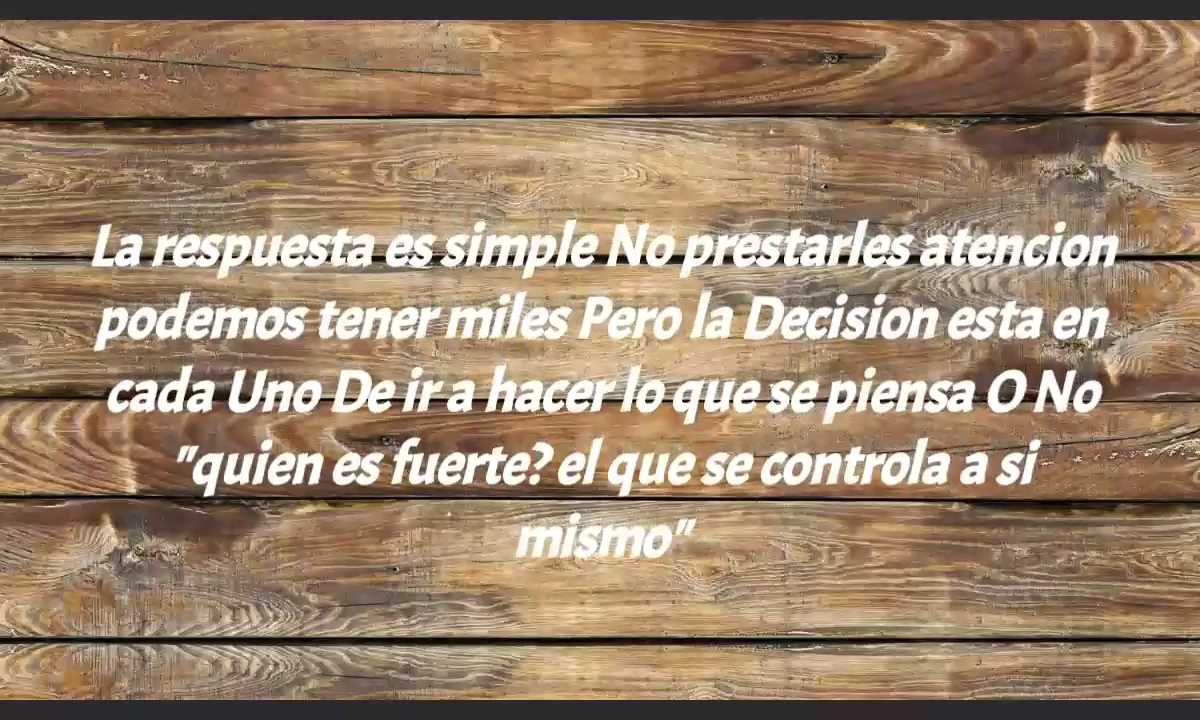 La respuesta es simple No prestarles atencion
podemos tener miles Pero la Decision esta en
cada Uno De ir a hacer lo que se piensa O No
"quien es fuerte? el que se controla a si
mismo"